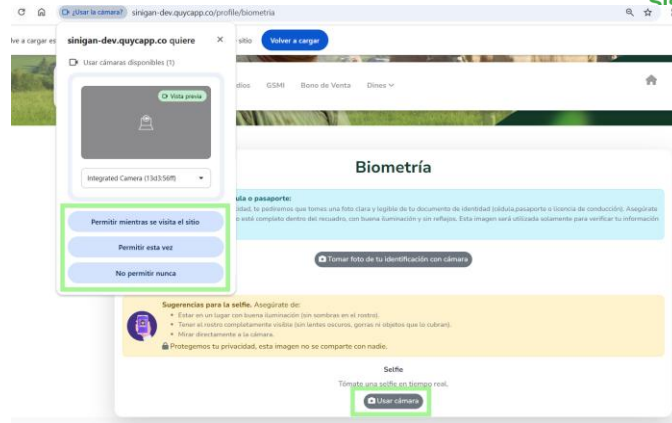 ¿Usar la cámara? sinigan-dev.quycapp.co/profile/biometria
lve a cargar es
sitio
Volver a cargar
sinigan-dev.quycapp.co quiere
Usar cámaras disponibles (1)
Vista previa
Integrated Camera (13d3:56ff)
Permitir mientras se visita el sitio
Permitir esta vez
No permitir nunca
dios GSMI Bono de Venta Dines
Biometría
ula o pasaporte:
cidad, te pediremos que tomes una foto clara y legible de tu documento de identidad (cédula,pasaporte o licencia de conducción). Asegúrate
o esté completo dentro del recuadro, con buena iluminación y sin reflejos. Esta imagen será utilizada solamente para verificar tu información
Tomar foto de tu identificación con cámara
Sugerencias para la selfie. Asegúrate de:
Estar en un lugar con buena iluminación (sin sombras en el rostro).
Tener el rostro completamente visible (sin lentes oscuros, gorras ni objetos que lo cubran).
Mirar directamente a la cámara.
Protegemos tu privacidad, esta imagen no se comparte con nadie.
Selfie
Tómate una selfie en tiempo real.
Usar cámara